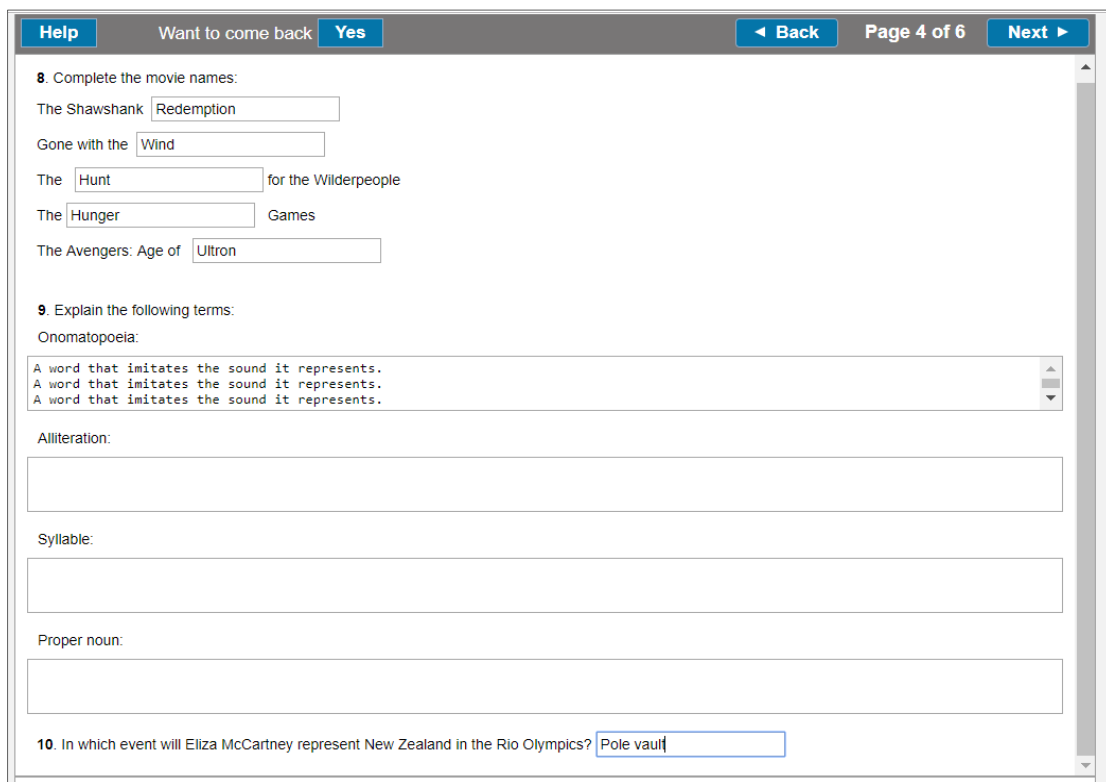 Help Want to come back Yes ◄ Back Page 4 of 6 Next ►
8. Complete the movie names:
The Shawshank Redemption
Gone with the Wind
The Hunt for the Wilderpeople
The Hunger Games
The Avengers: Age of Ultron
9. Explain the following terms:
Onomatopoeia:
A word that imitates the sound it represents.
A word that imitates the sound it represents.
A word that imitates the sound it represents.
Alliteration:
Syllable:
Proper noun:
10. In which event will Eliza McCartney represent New Zealand in the Rio Olympics? Pole vault